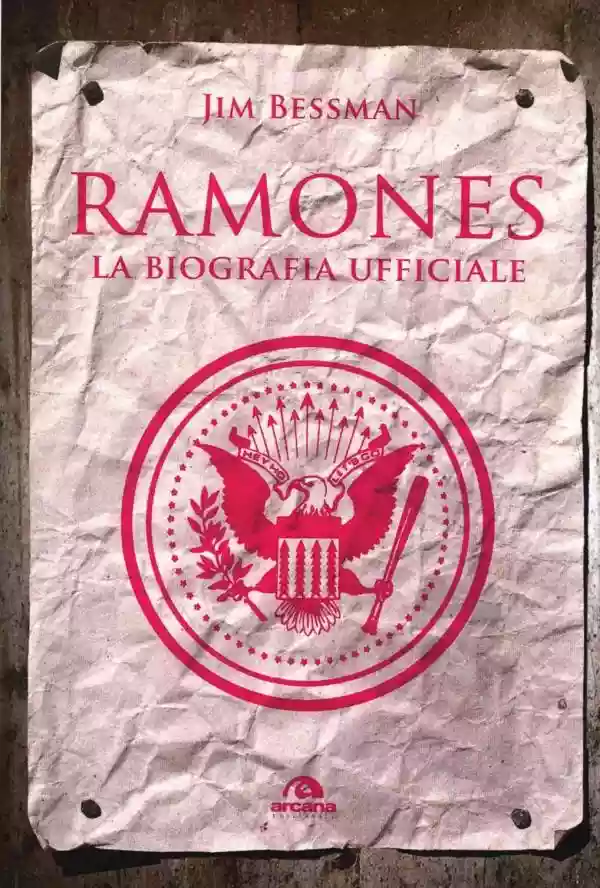 JIM BESSMAN
RAMONES
LA BIOGRAFIA UFFICIALE
HEY HO LET'S GO
arcana